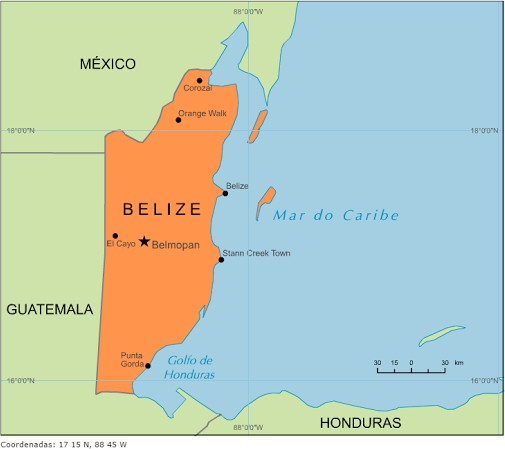 88°0'0"W
MÉXICO
Corozal
Orange Walk
18°0'0"N
18°0'0"N
Belize
BELIZE
Mar do Caribe
El Cayo
Belmopan
Stann Creek Town
GUATEMALA
Punta
Gorda
Golfo de
Honduras
30 15 0 30 km
16°0'0"N
16°0'0"N
HONDURAS
88°0'0"W
Coordenadas: 17 15 N, 88 45 W